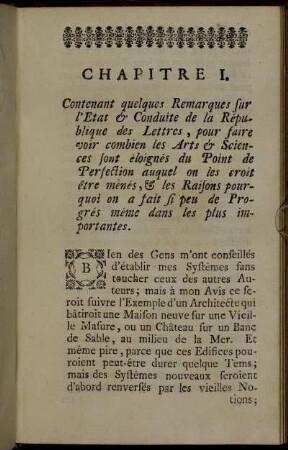 CHAPITRE I.
Contenant quelques Remarques ſur
l'Etat & Conduite de la Répu-
blique des Lettres, pour faire
voir combien les Arts & Scien-
ces ſont éloignés du Point de
Perfection auquel on les croit
être mènés, & les Raiſons pour-
quoi on a fait ſi peu de Pro-
grés même dans les plus im-
portantes.
BIen des Gens m'ont conſeillés
d'établir mes Syſtèmes ſans
toucher ceux des autres Au-
teurs; mais à mon Avis ce ſe-
roit ſuivre l'Exemple d'un Architecte qui
bâtiroit une Maiſon neuve ſur une Vieil-
le Maſure, ou un Château ſur un Banc
de Sable, au milieu de la Mer. Et
même pire, parce que ces Edifices pou-
roient peut-être durer quelque Tems;
mais des Syſtêmes nouveaux ſeroient
d'abord renverſés par les vieilles No-
tions;